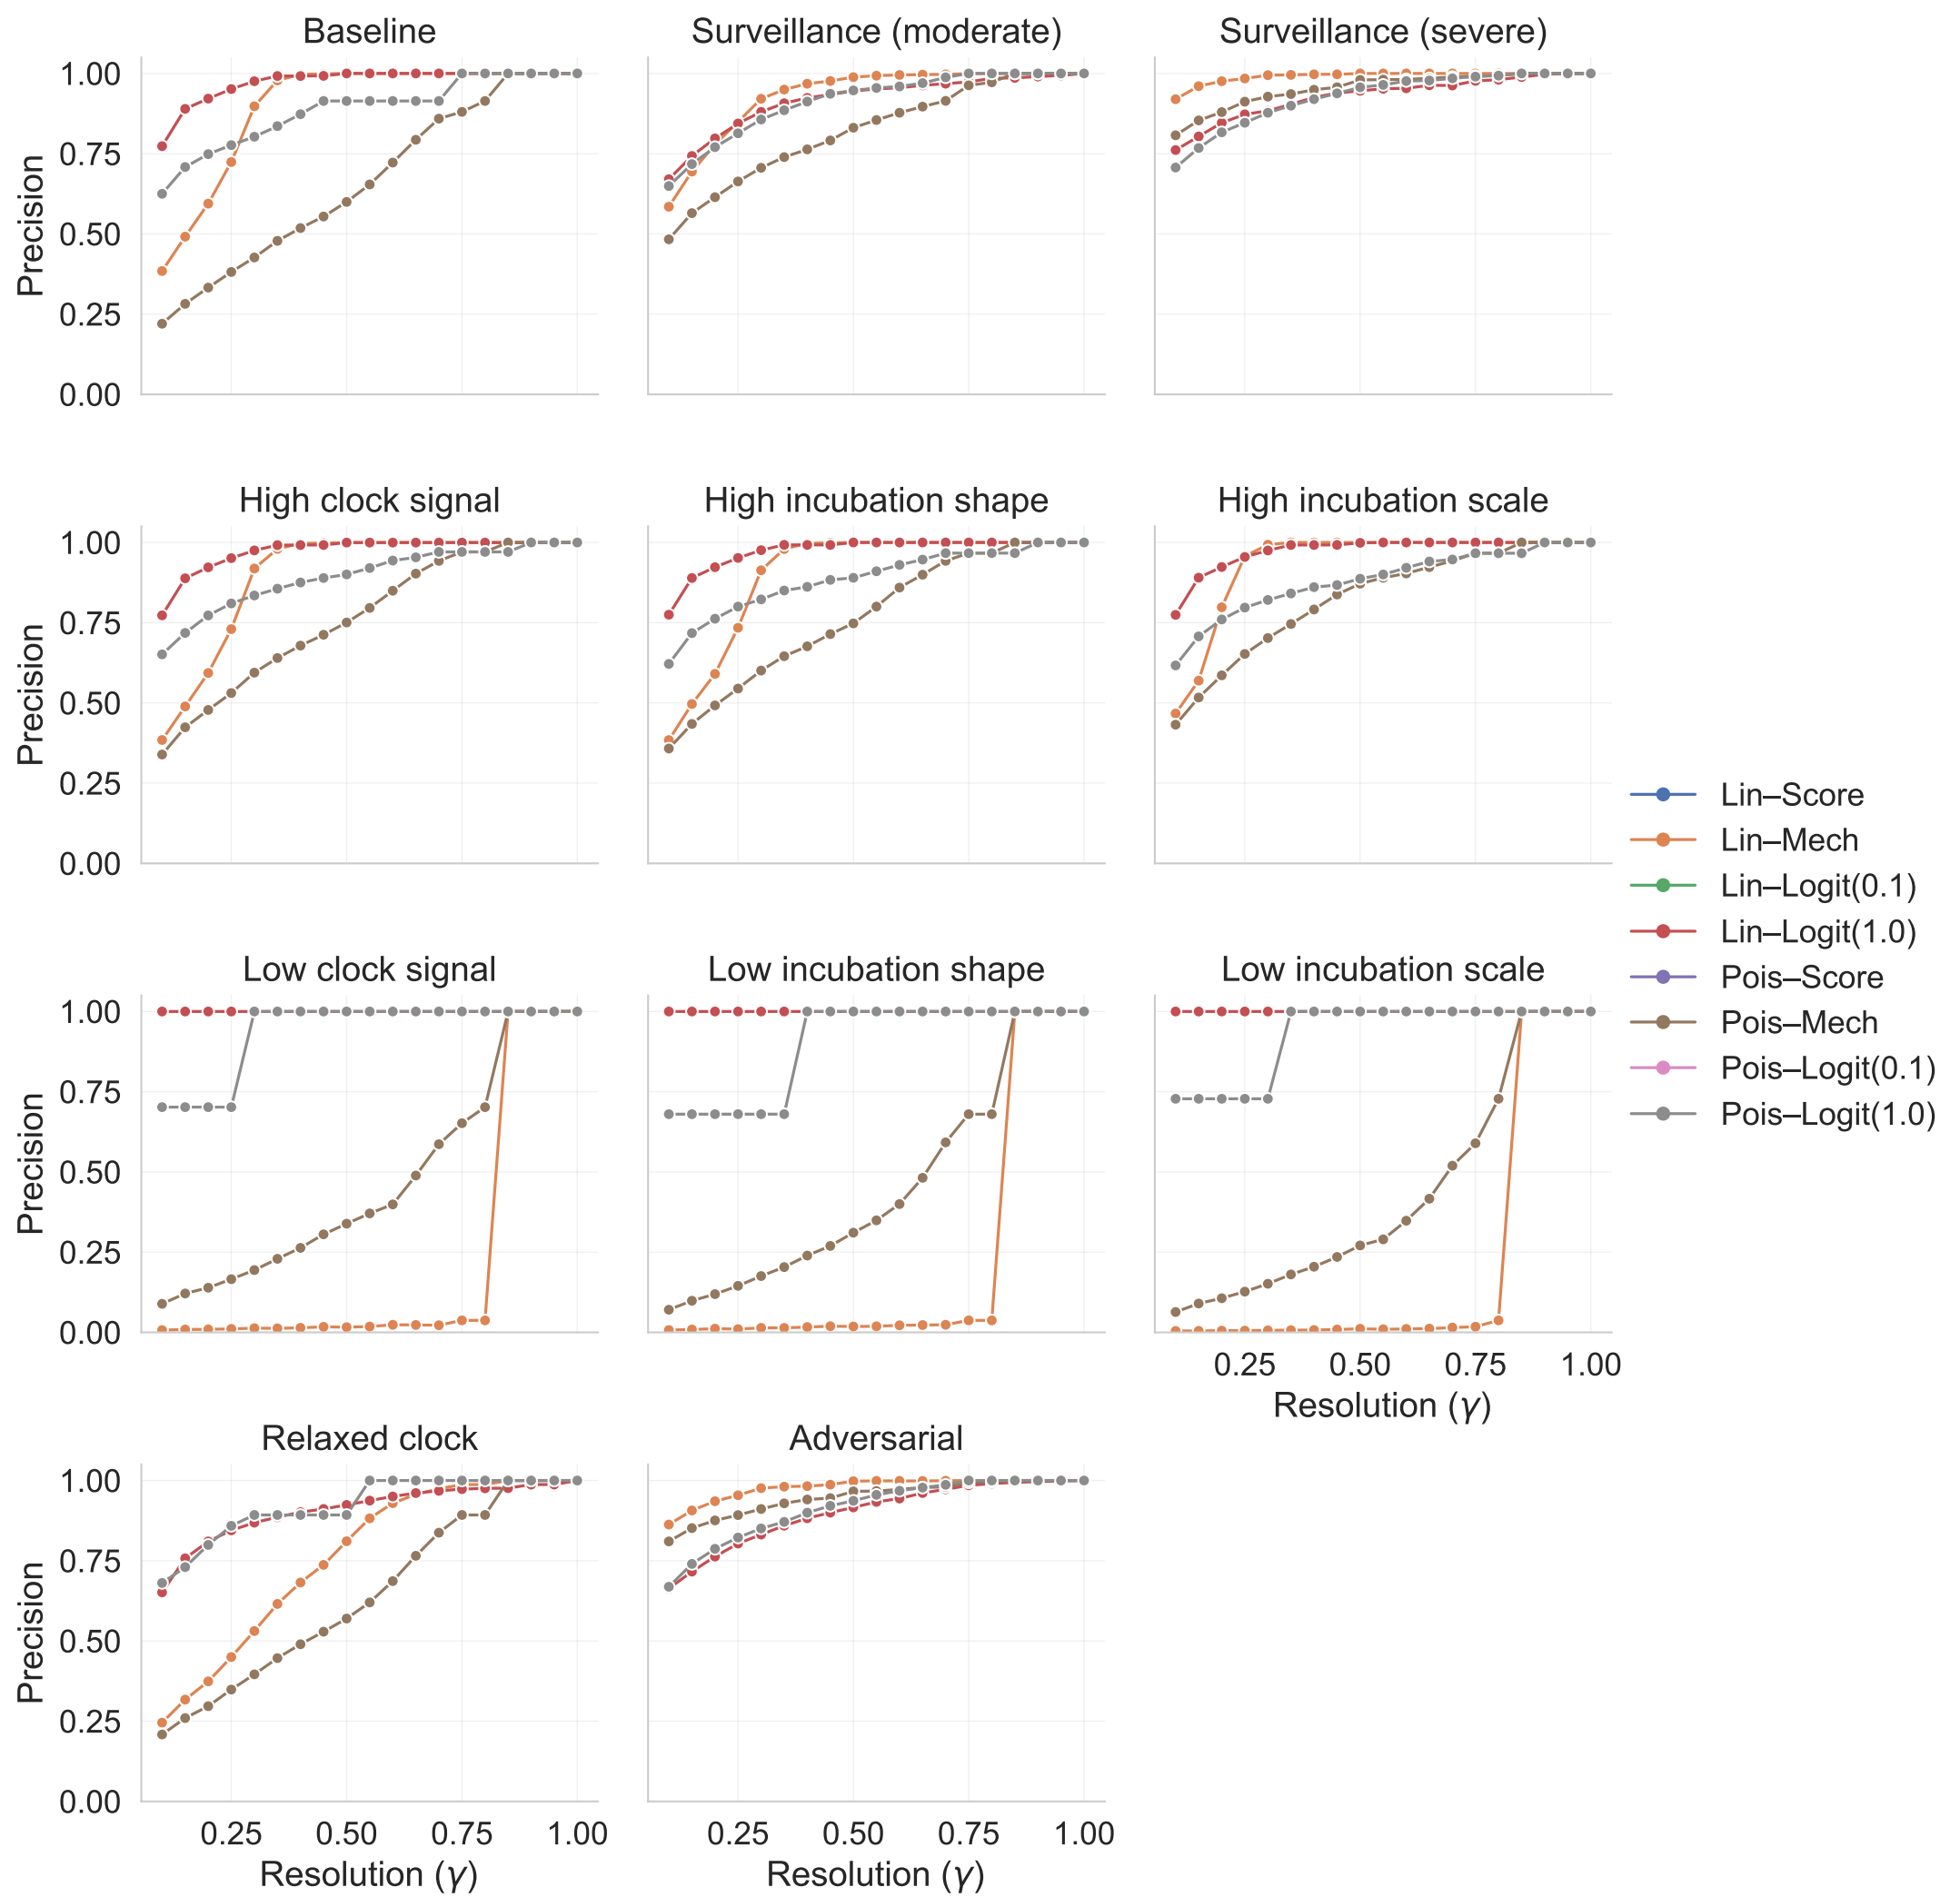 Baseline
Surveillance (moderate)
Surveillance (severe)
Precision
1.00
0.75
0.50
0.25
0.00
High clock signal
High incubation shape
High incubation scale
Precision
1.00
0.75
0.50
0.25
0.00
Lin–Score
Lin–Mech
Lin–Logit(0.1)
Lin–Logit(1.0)
Pois–Score
Pois–Mech
Pois–Logit(0.1)
Pois–Logit(1.0)
Low clock signal
Low incubation shape
Low incubation scale
Precision
1.00
0.75
0.50
0.25
0.00
0.25 0.50 0.75 1.00
Resolution (γ)
Relaxed clock
Adversarial
Precision
1.00
0.75
0.50
0.25
0.00
0.25 0.50 0.75 1.00
Resolution (γ)
0.25 0.50 0.75 1.00
Resolution (γ)